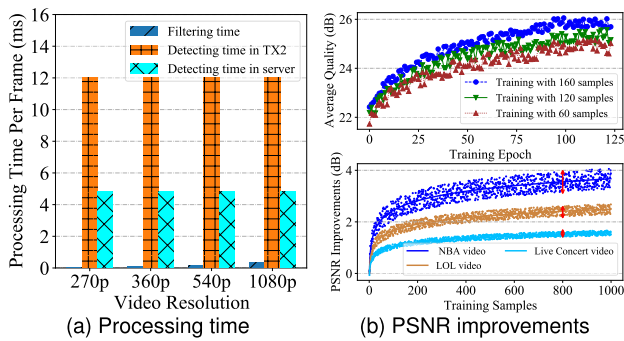 Processing Time Per Frame (ms)
16
14
12
10
8
6
4
2
0
Filtering time
Detecting time in TX2
Detecting time in server
270p 360p 540p 1080p
Video Resolution
(a) Processing time
Average Quality (dB)
26
24
22
Training with 160 samples
Training with 120 samples
Training with 60 samples
0 25 50 75 100 125
Training Epoch
PSNR Improvements (dB)
4
2
0
NBA video
LOL video
Live Concert video
0 200 400 600 800 1000
Training Samples
(b) PSNR improvements